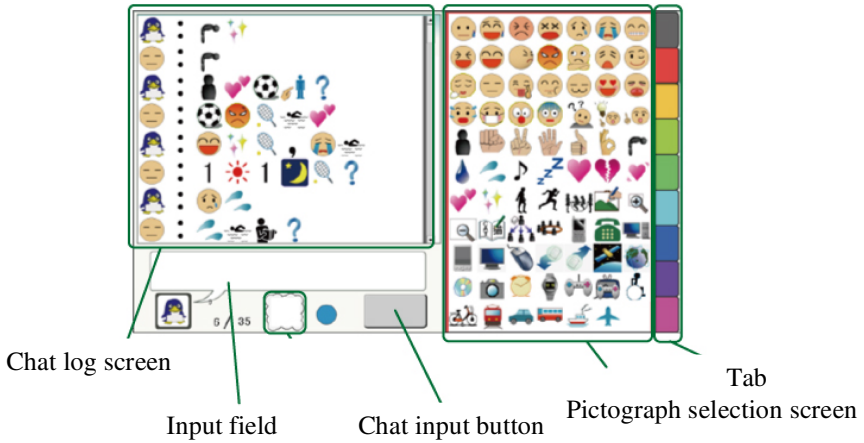 1 1
6 / 35
Chat log screen
Tab
Input field
Chat input button
Pictograph selection screen